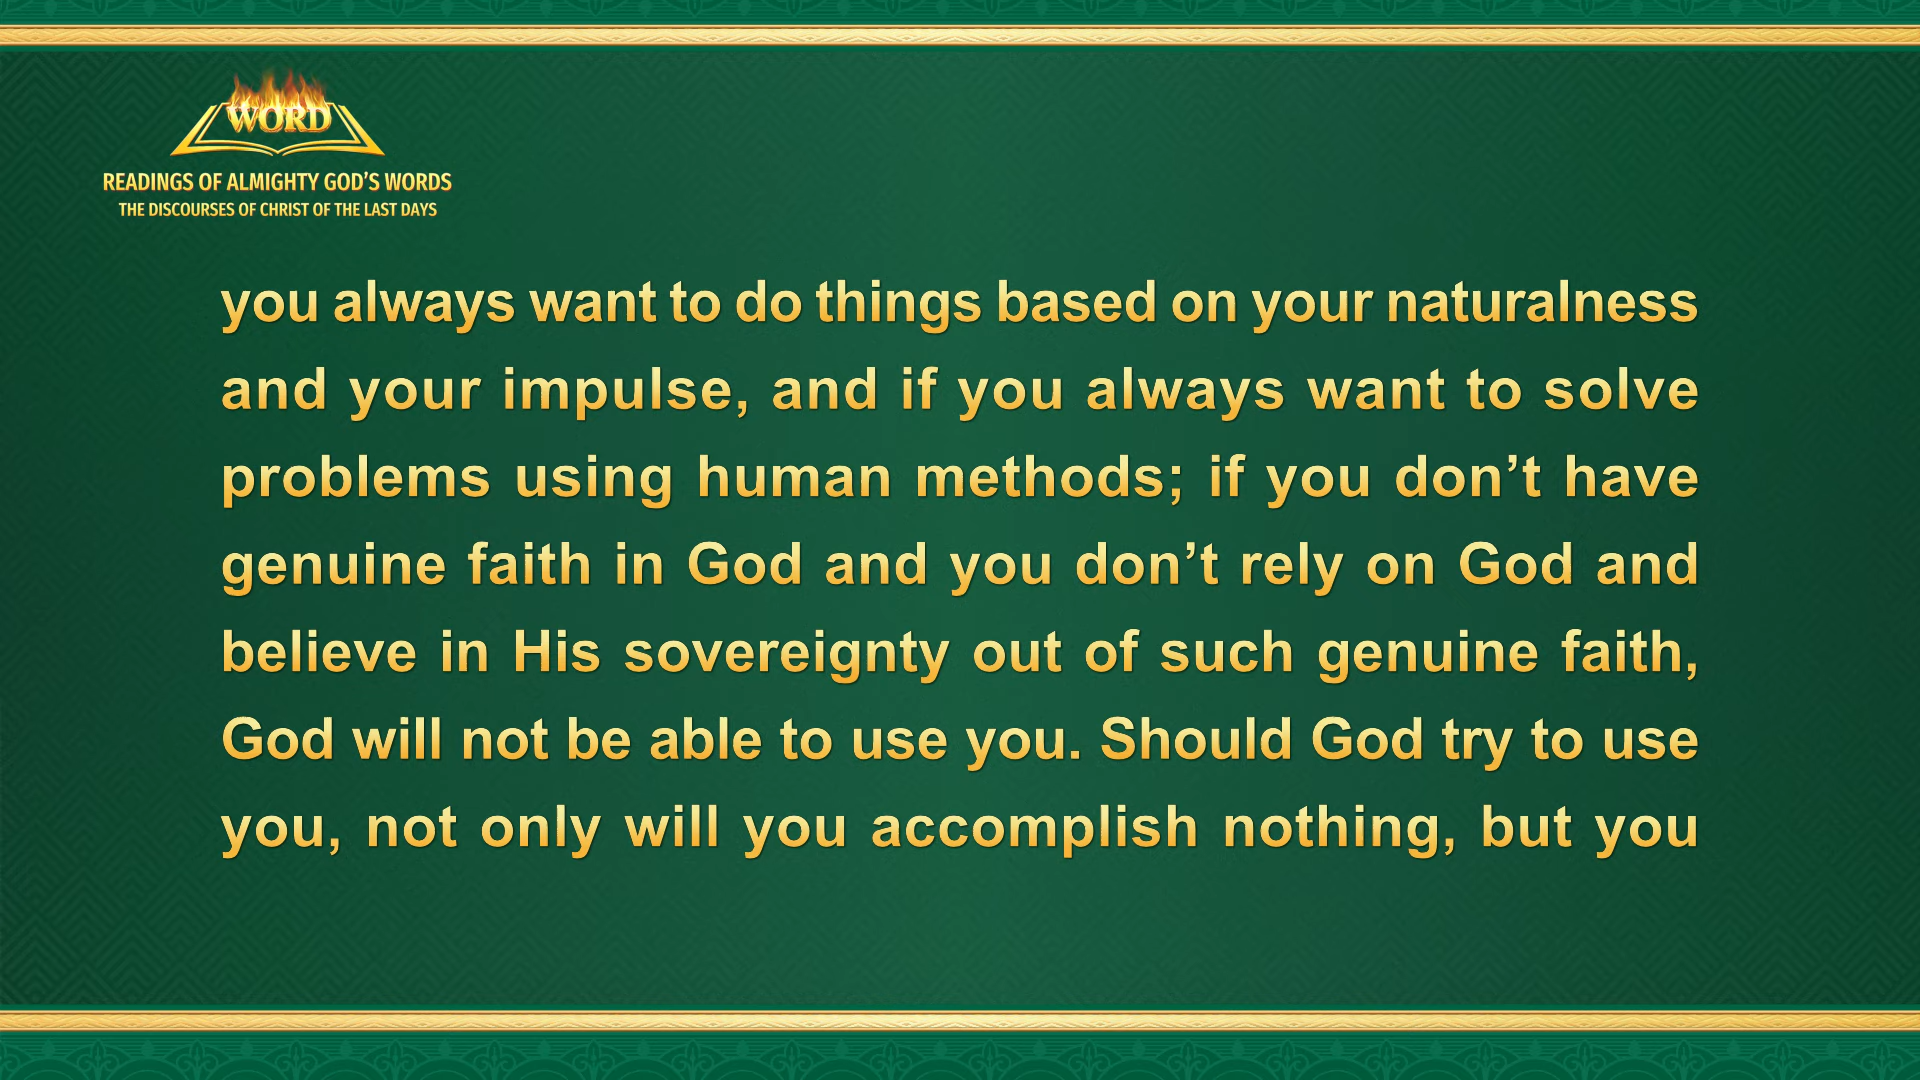 WORD
READINGS OF ALMIGHTY GOD’S WORDS
THE DISCOURSES OF CHRIST OF THE LAST DAYS
you always want to do things based on your naturalness
and your impulse, and if you always want to solve
problems using human methods; if you don’t have
genuine faith in God and you don’t rely on God and
believe in His sovereignty out of such genuine faith,
God will not be able to use you. Should God try to use
you, not only will you accomplish nothing, but you